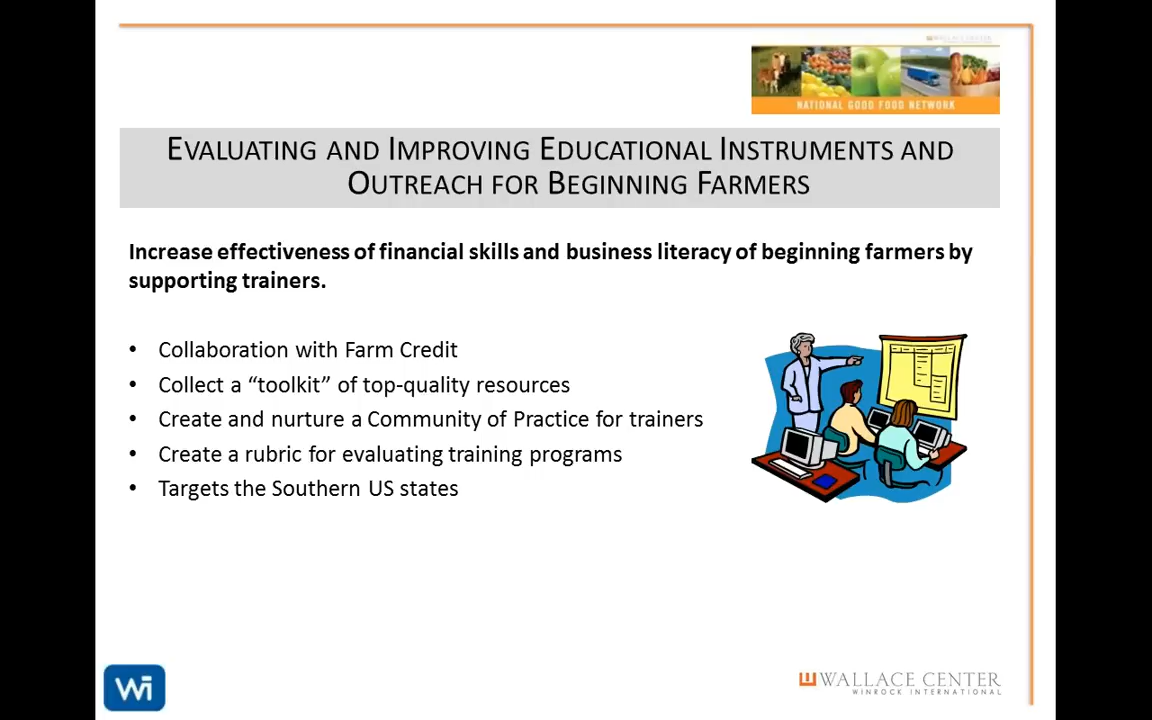 WALLACE CENTER
NATIONAL GOOD FOOD NETWORK
EVALUATING AND IMPROVING EDUCATIONAL INSTRUMENTS AND
OUTREACH FOR BEGINNING FARMERS
Increase effectiveness of financial skills and business literacy of beginning farmers by
supporting trainers.
• Collaboration with Farm Credit
• Collect a “toolkit” of top-quality resources
• Create and nurture a Community of Practice for trainers
• Create a rubric for evaluating training programs
• Targets the Southern US states
Wi
WALLACE CENTER
WINROCK INTERNATIONAL